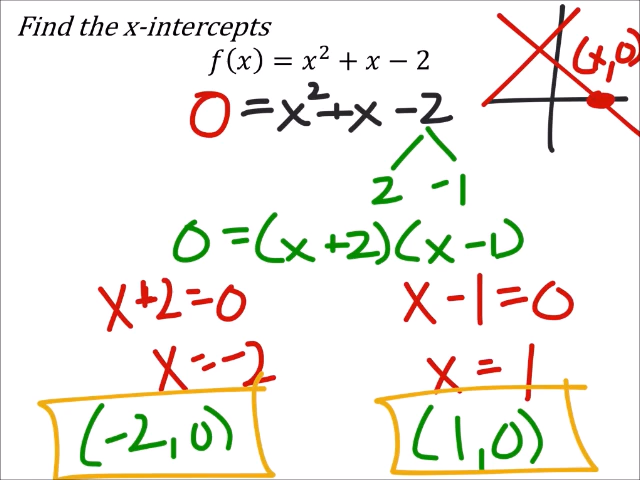 Find the x-intercepts
f(x) = x² + x − 2
(x,0)
0 = x² + x − 2
2 −1
0 = (x + 2)(x − 1)
x + 2 = 0 x − 1 = 0
x = −2 x = 1
(−2, 0) (1, 0)